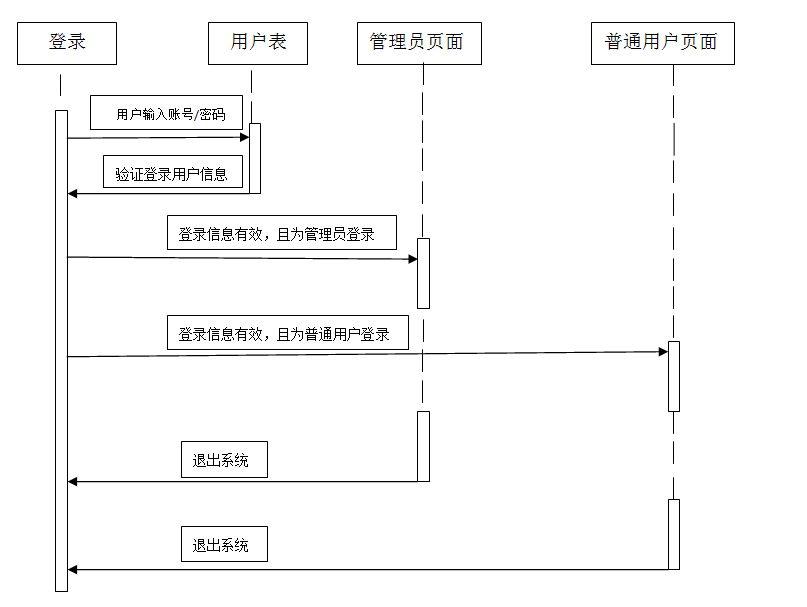 登录
用户表
管理员页面
普通用户页面
用户输入账号/密码
验证登录用户信息
登录信息有效，且为管理员登录
登录信息有效，且为普通用户登录
退出系统
退出系统